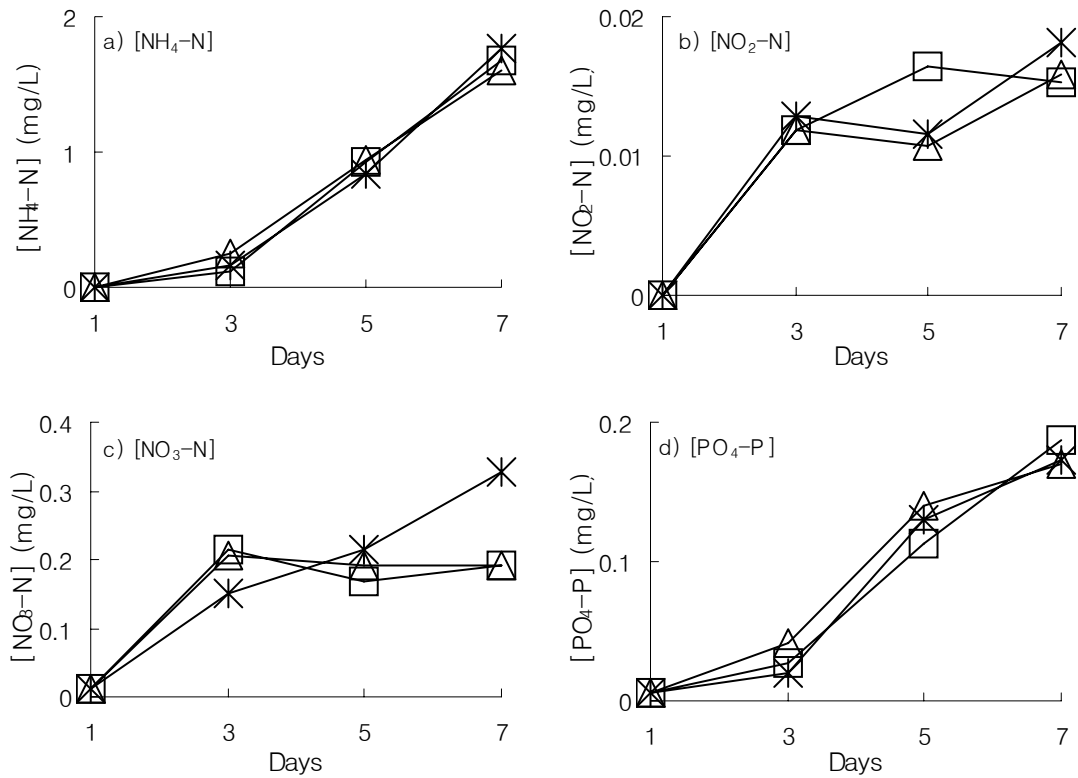 a) [NH₄-N]
2
1
0
[NH₄-N] (mg/L)
1 3 5 7
Days
b) [NO₂-N]
0.02
0.01
0
[NO₂-N] (mg/L)
1 3 5 7
Days
c) [NO₃-N]
0.4
0.3
0.2
0.1
0
[NO₃-N] (mg/L)
1 3 5 7
Days
d) [PO₄-P]
0.2
0.1
0
[PO₄-P] (mg/L)
1 3 5 7
Days